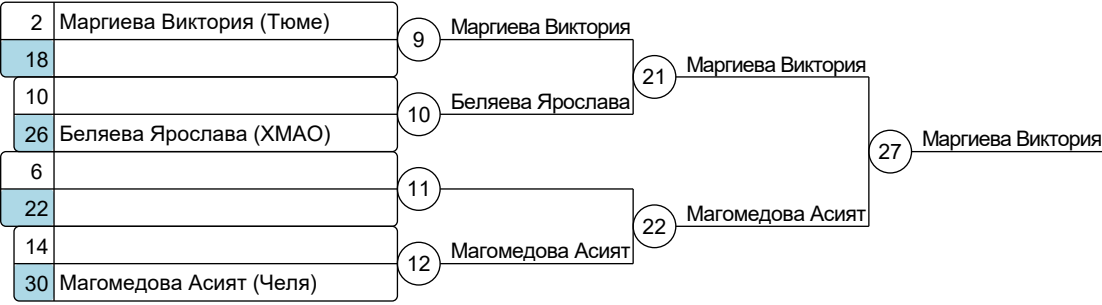 2 Маргиева Виктория (Тюме)
18
10
26 Беляева Ярослава (ХМАО)
6
22
14
30 Магомедова Асият (Челя)
9 Маргиева Виктория
10 Беляева Ярослава
11
12 Магомедова Асият
21 Маргиева Виктория
22 Магомедова Асият
27 Маргиева Виктория